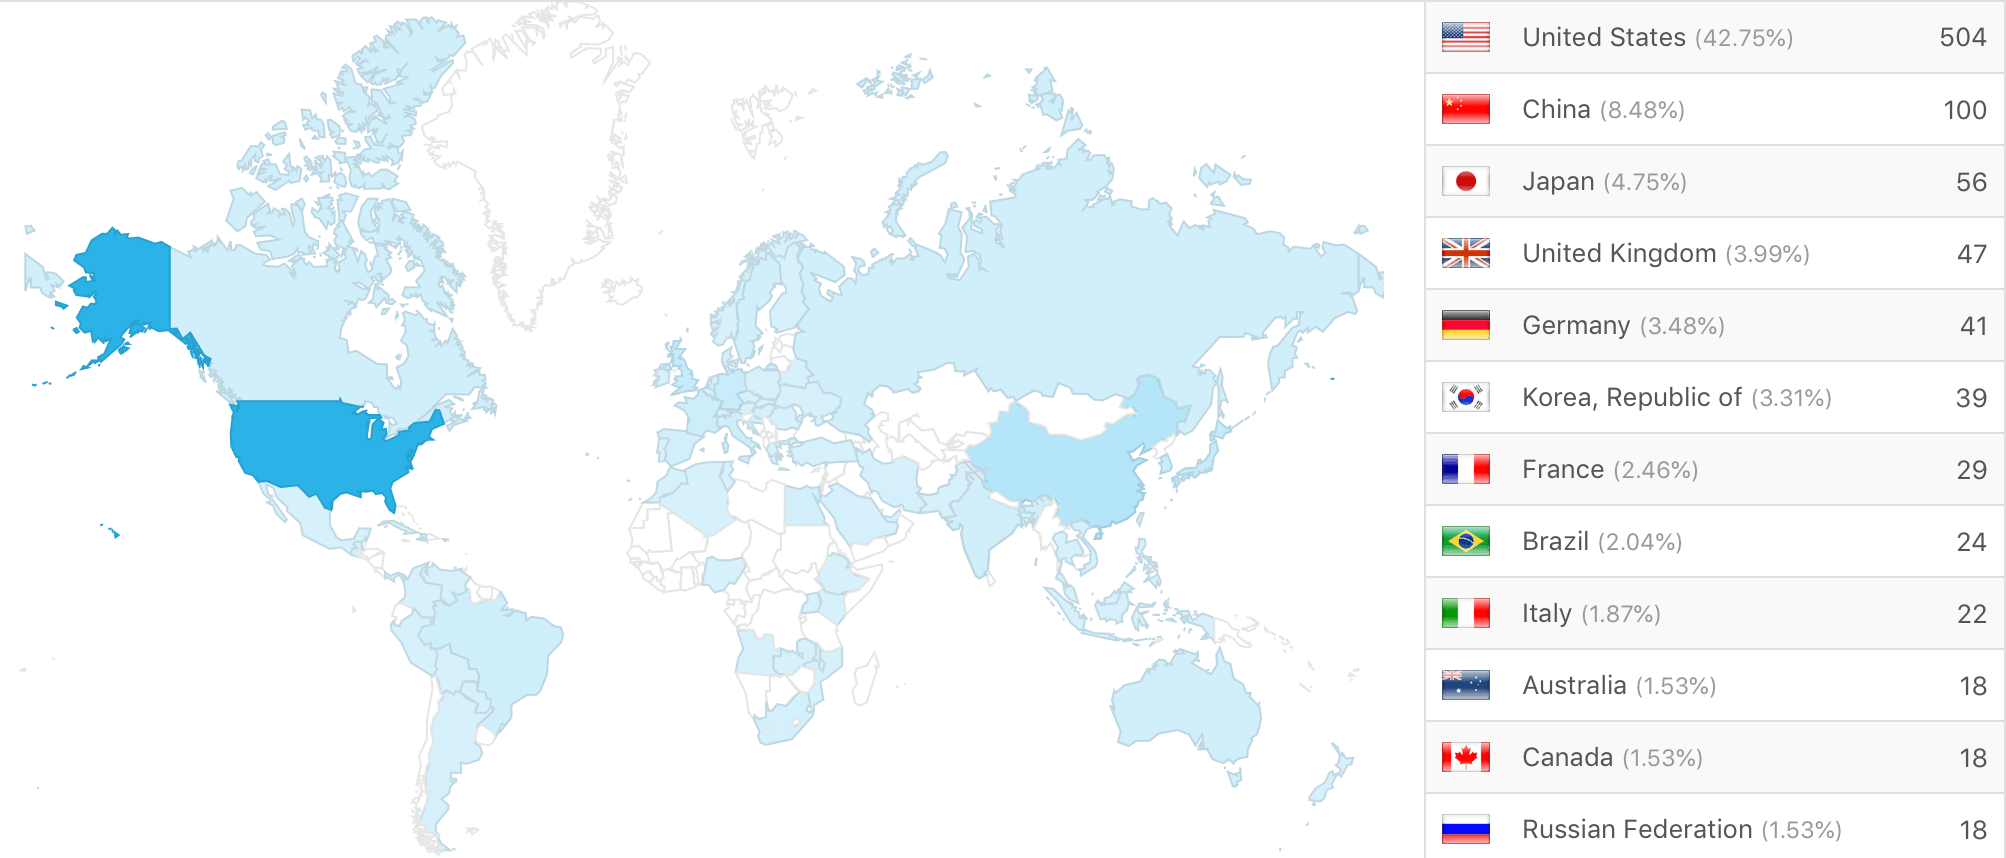 United States (42.75%) 504
China (8.48%) 100
Japan (4.75%) 56
United Kingdom (3.99%) 47
Germany (3.48%) 41
Korea, Republic of (3.31%) 39
France (2.46%) 29
Brazil (2.04%) 24
Italy (1.87%) 22
Australia (1.53%) 18
Canada (1.53%) 18
Russian Federation (1.53%) 18